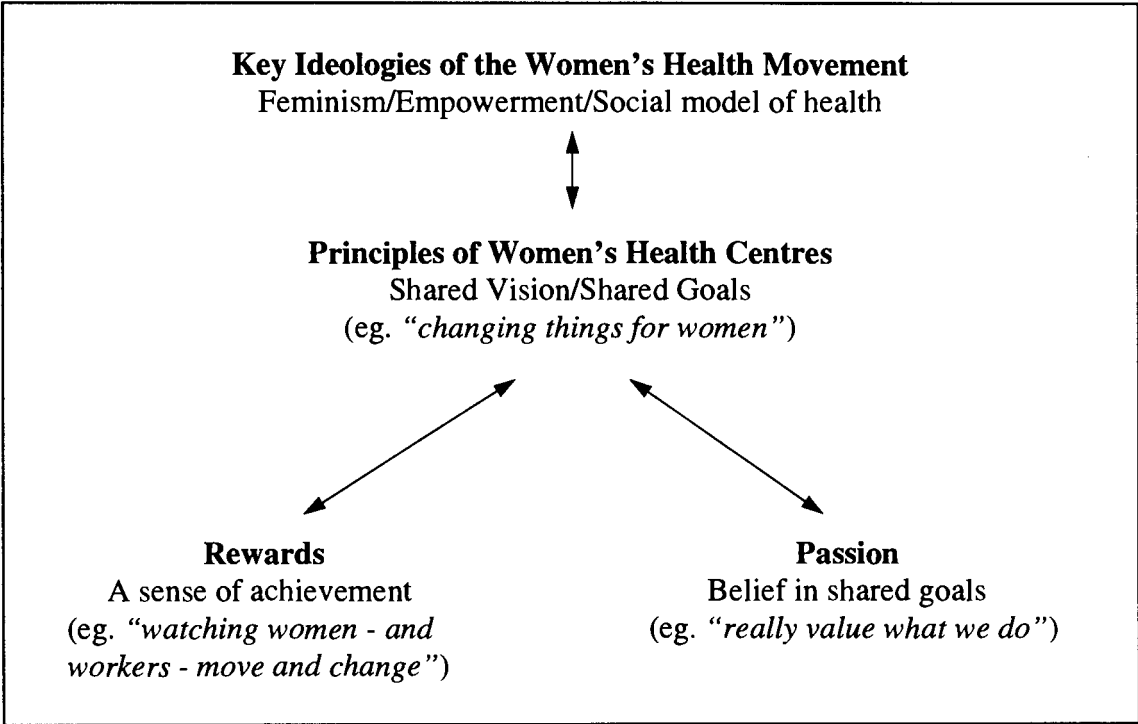 Key Ideologies of the Women’s Health Movement
Feminism/Empowerment/Social model of health
Principles of Women’s Health Centres
Shared Vision/Shared Goals
(eg. “changing things for women”)
Rewards
A sense of achievement
(eg. “watching women - and
workers - move and change”)
Passion
Belief in shared goals
(eg. “really value what we do”)